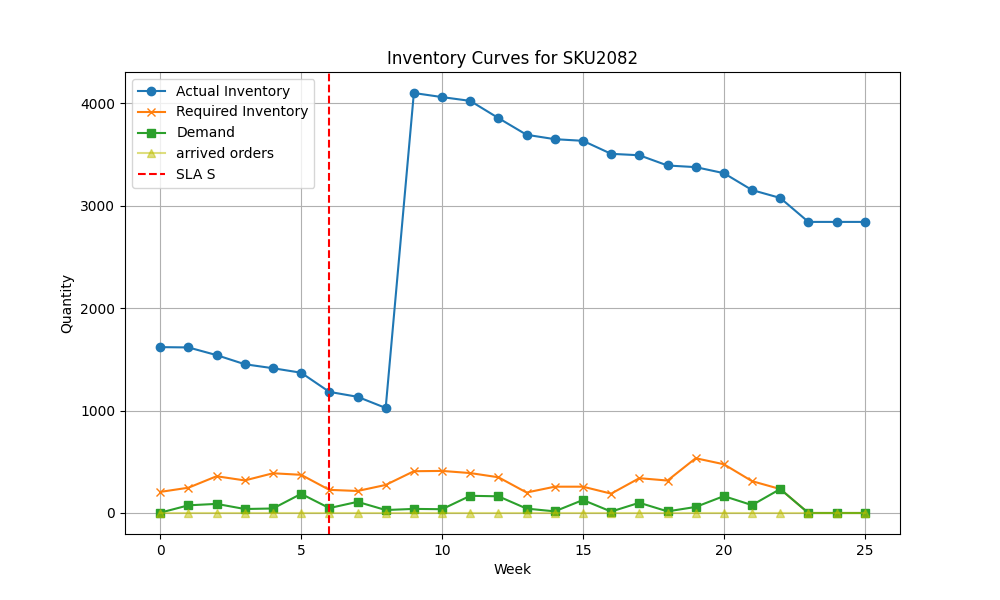 Inventory Curves for SKU2082
Actual Inventory
Required Inventory
Demand
arrived orders
SLA S
Quantity
4000
3000
2000
1000
0
0 5 10 15 20 25
Week